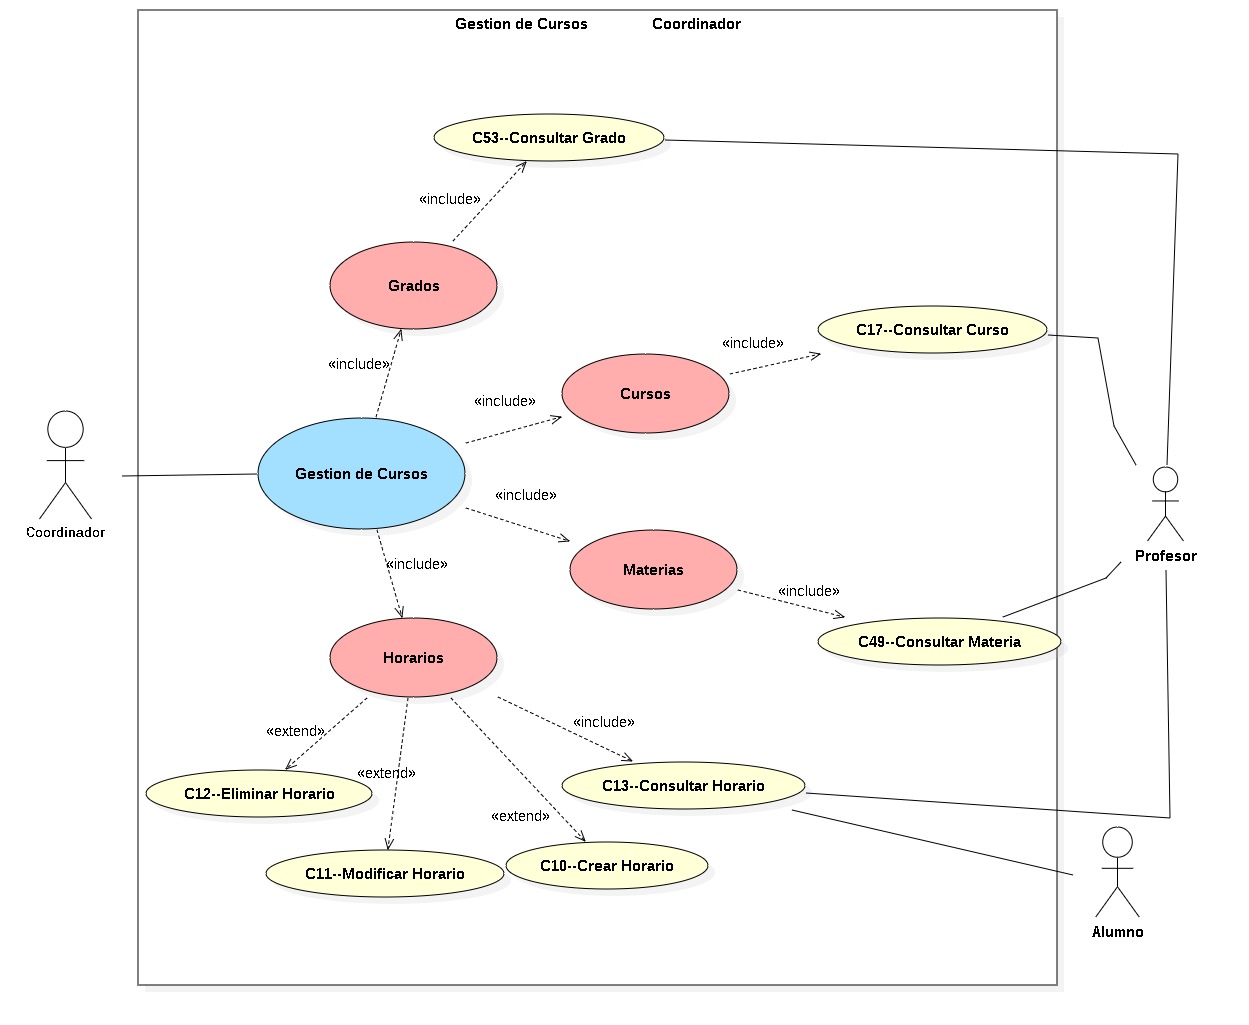 Gestion de Cursos Coordinador
C53--Consultar Grado
«include»
Grados
C17--Consultar Curso
«include»
«include»
Cursos
«include»
Gestion de Cursos
«include»
Coordinador
Profesor
«include»
Materias
«include»
C49--Consultar Materia
Horarios
«include»
«extend»
«extend»
C13--Consultar Horario
C12--Eliminar Horario
«extend»
C10--Crear Horario
C11--Modificar Horario
Alumno